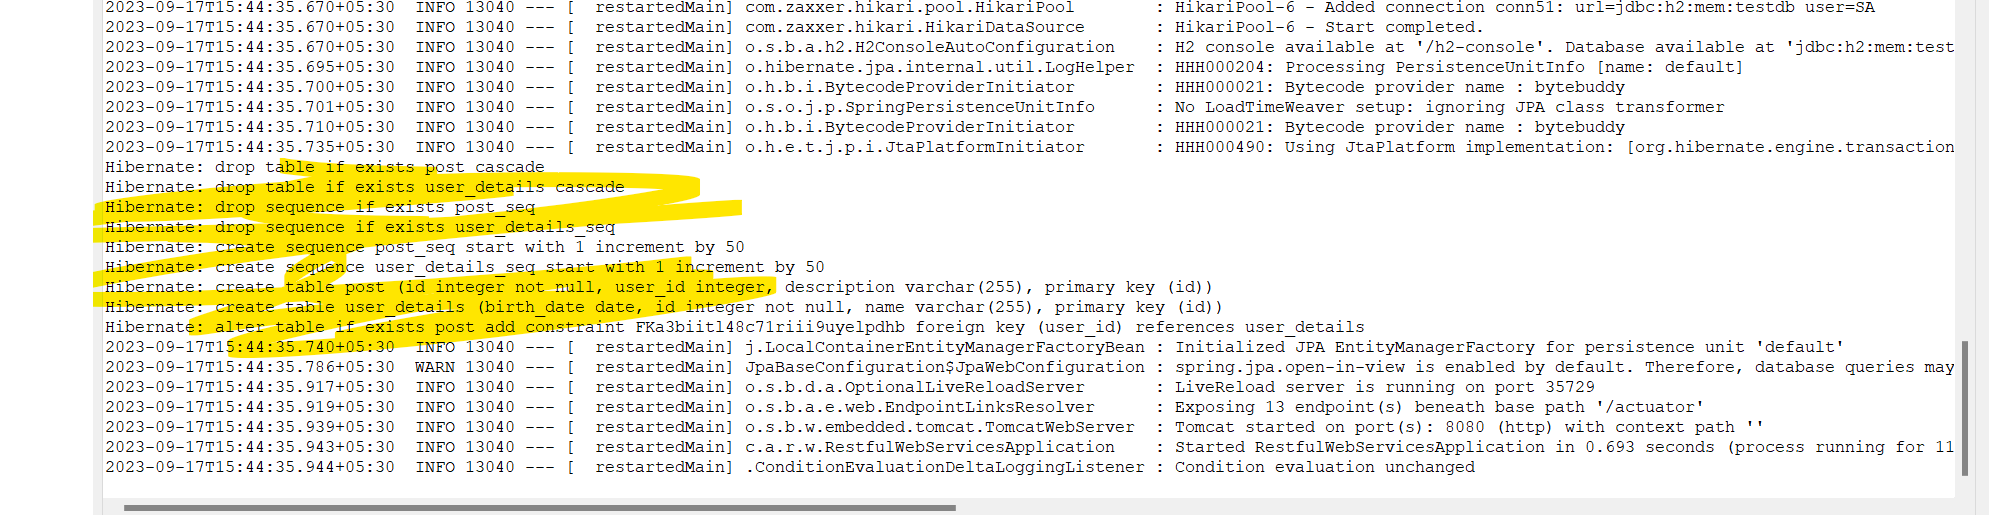 2023-09-17T15:44:35.670+05:30  INFO 13040 --- [  restartedMain] com.zaxxer.hikari.pool.HikariPool        : HikariPool-6 - Added connection conn51: url=jdbc:h2:mem:testdb user=SA
2023-09-17T15:44:35.670+05:30  INFO 13040 --- [  restartedMain] com.zaxxer.hikari.HikariDataSource       : HikariPool-6 - Start completed.
2023-09-17T15:44:35.670+05:30  INFO 13040 --- [  restartedMain] o.s.b.a.h2.H2ConsoleAutoConfiguration    : H2 console available at '/h2-console'. Database available at 'jdbc:h2:mem:test
2023-09-17T15:44:35.695+05:30  INFO 13040 --- [  restartedMain] o.hibernate.jpa.internal.util.LogHelper  : HHH000204: Processing PersistenceUnitInfo [name: default]
2023-09-17T15:44:35.700+05:30  INFO 13040 --- [  restartedMain] o.h.b.i.BytecodeProviderInitiator        : HHH000021: Bytecode provider name : bytebuddy
2023-09-17T15:44:35.701+05:30  INFO 13040 --- [  restartedMain] o.s.o.j.p.SpringPersistenceUnitInfo      : No LoadTimeWeaver setup: ignoring JPA class transformer
2023-09-17T15:44:35.710+05:30  INFO 13040 --- [  restartedMain] o.h.b.i.BytecodeProviderInitiator        : HHH000021: Bytecode provider name : bytebuddy
2023-09-17T15:44:35.735+05:30  INFO 13040 --- [  restartedMain] o.h.e.t.j.p.i.JtaPlatformInitiator       : HHH000490: Using JtaPlatform implementation: [org.hibernate.engine.transaction
Hibernate: drop table if exists post cascade
Hibernate: drop table if exists user_details cascade
Hibernate: drop sequence if exists post_seq
Hibernate: drop sequence if exists user_details_seq
Hibernate: create sequence post_seq start with 1 increment by 50
Hibernate: create sequence user_details_seq start with 1 increment by 50
Hibernate: create table post (id integer not null, user_id integer, description varchar(255), primary key (id))
Hibernate: create table user_details (birth_date date, id integer not null, name varchar(255), primary key (id))
Hibernate: alter table if exists post add constraint FKa3biitl48c71riii9uyelpdhb foreign key (user_id) references user_details
2023-09-17T15:44:35.740+05:30  INFO 13040 --- [  restartedMain] j.LocalContainerEntityManagerFactoryBean : Initialized JPA EntityManagerFactory for persistence unit 'default'
2023-09-17T15:44:35.786+05:30  WARN 13040 --- [  restartedMain] JpaBaseConfiguration$JpaWebConfiguration : spring.jpa.open-in-view is enabled by default. Therefore, database queries may
2023-09-17T15:44:35.917+05:30  INFO 13040 --- [  restartedMain] o.s.b.d.a.OptionalLiveReloadServer       : LiveReload server is running on port 35729
2023-09-17T15:44:35.919+05:30  INFO 13040 --- [  restartedMain] o.s.b.a.e.web.EndpointLinksResolver      : Exposing 13 endpoint(s) beneath base path '/actuator'
2023-09-17T15:44:35.939+05:30  INFO 13040 --- [  restartedMain] o.s.b.w.embedded.tomcat.TomcatWebServer  : Tomcat started on port(s): 8080 (http) with context path ''
2023-09-17T15:44:35.943+05:30  INFO 13040 --- [  restartedMain] c.a.r.w.RestfulWebServicesApplication    : Started RestfulWebServicesApplication in 0.693 seconds (process running for 11
2023-09-17T15:44:35.944+05:30  INFO 13040 --- [  restartedMain] .ConditionEvaluationDeltaLoggingListener : Condition evaluation unchanged